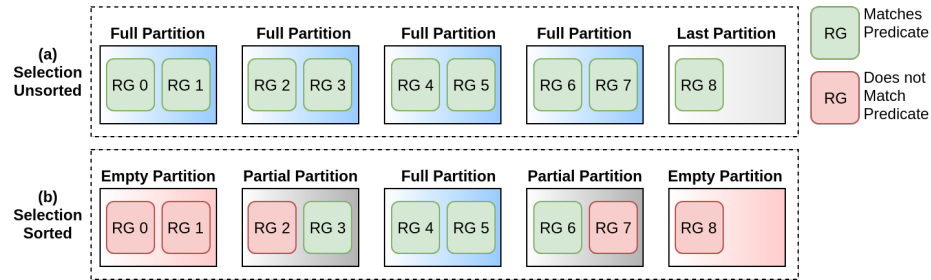 (a)
Selection
Unsorted
Full Partition
RG 0
RG 1
Full Partition
RG 2
RG 3
Full Partition
RG 4
RG 5
Full Partition
RG 6
RG 7
Last Partition
RG 8
RG
Matches
Predicate
RG
Does not
Match
Predicate
(b)
Selection
Sorted
Empty Partition
RG 0
RG 1
Partial Partition
RG 2
RG 3
Full Partition
RG 4
RG 5
Partial Partition
RG 6
RG 7
Empty Partition
RG 8